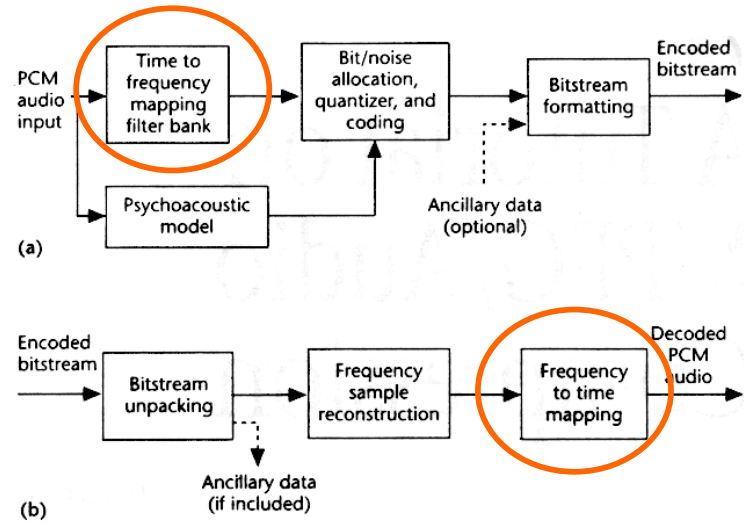 PCM
audio
input
Time to
frequency
mapping
filter bank
Bit/noise
allocation,
quantizer, and
coding
Bitstream
formatting
Encoded
bitstream
Psychoacoustic
model
Ancillary data
(optional)
(a)
Encoded
bitstream
Bitstream
unpacking
Frequency
sample
reconstruction
Frequency
to time
mapping
Decoded
PCM
audio
Ancillary data
(if included)
(b)